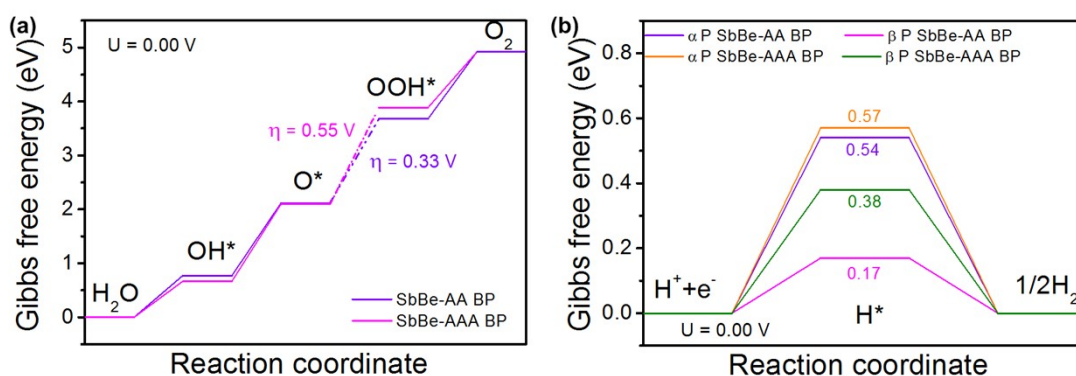 (a)
U = 0.00 V
Gibbs free energy (eV)
5
4
3
2
1
0
H₂O
OH*
O*
OOH*
O₂
η = 0.55 V
η = 0.33 V
SbBe-AA BP
SbBe-AAA BP
Reaction coordinate
(b)
Gibbs free energy (eV)
0.8
0.6
0.4
0.2
0.0
α P SbBe-AA BP
β P SbBe-AA BP
α P SbBe-AAA BP
β P SbBe-AAA BP
0.57
0.54
0.38
0.17
H⁺+e⁻
H*
1/2H₂
U = 0.00 V
Reaction coordinate